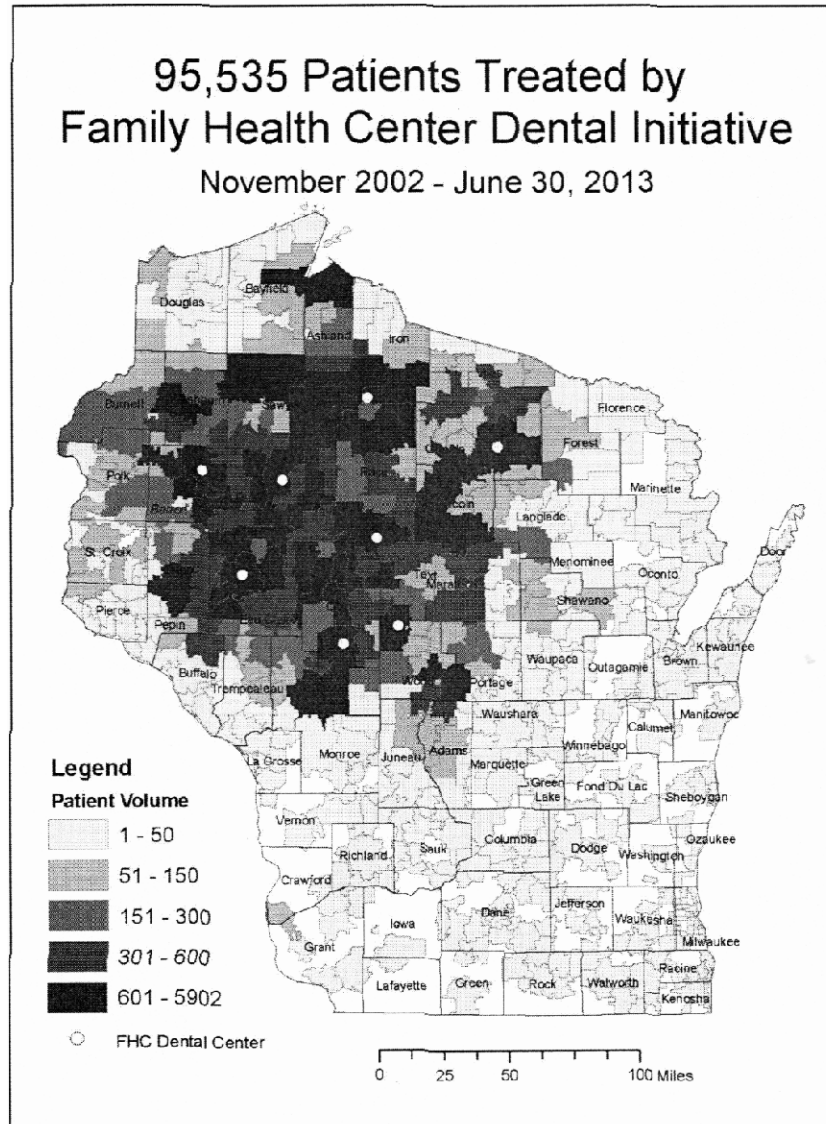 95,535 Patients Treated by
Family Health Center Dental Initiative
November 2002 - June 30, 2013
Douglas
Bayfield
Ashland
Iron
Burnett
Florence
Forest
Polk
Marinette
Barron
Langlade
St. Croix
Menominee
Door
Oconto
Shawano
Pierce
Pepin
Kewaunee
Waupaca
Brown
Outagamie
Buffalo
Portage
Trempealeau
Waushara
Manitowoc
Calumet
Winnebago
Adams
Monroe
Juneau
La Crosse
Marquette
Green
Lake
Fond Du Lac
Sheboygan
Legend
Patient Volume
1 - 50
51 - 150
151 - 300
301 - 600
601 - 5902
FHC Dental Center
Vernon
Columbia
Ozaukee
Sauk
Dodge
Richland
Washington
Crawford
Dane
Jefferson
Iowa
Waukesha
Grant
Milwaukee
Racine
Lafayette
Green
Rock
Walworth
Kenosha
0 25 50 100 Miles